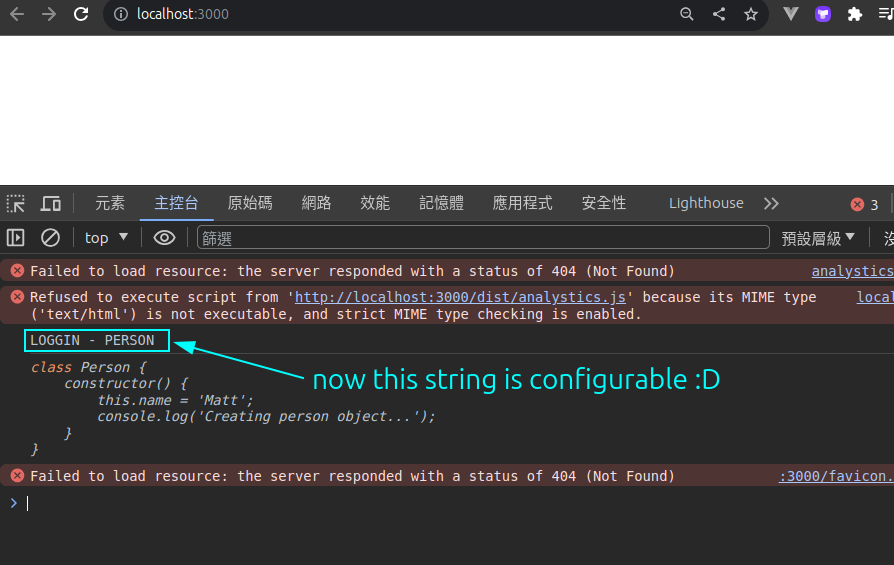 localhost:3000
元素 主控台 原始碼 網路 效能 記憶體 應用程式 安全性 Lighthouse 3
top 篩選 預設層級
Failed to load resource: the server responded with a status of 404 (Not Found) analystics
Refused to execute script from 'http://localhost:3000/dist/analystics.js' because its MIME type local
('text/html') is not executable, and strict MIME type checking is enabled.
LOGGIN - PERSON
class Person {
constructor() {
now this string is configurable :D
this.name = 'Matt';
console.log('Creating person object...');
}
}
Failed to load resource: the server responded with a status of 404 (Not Found) :3000/favicon.